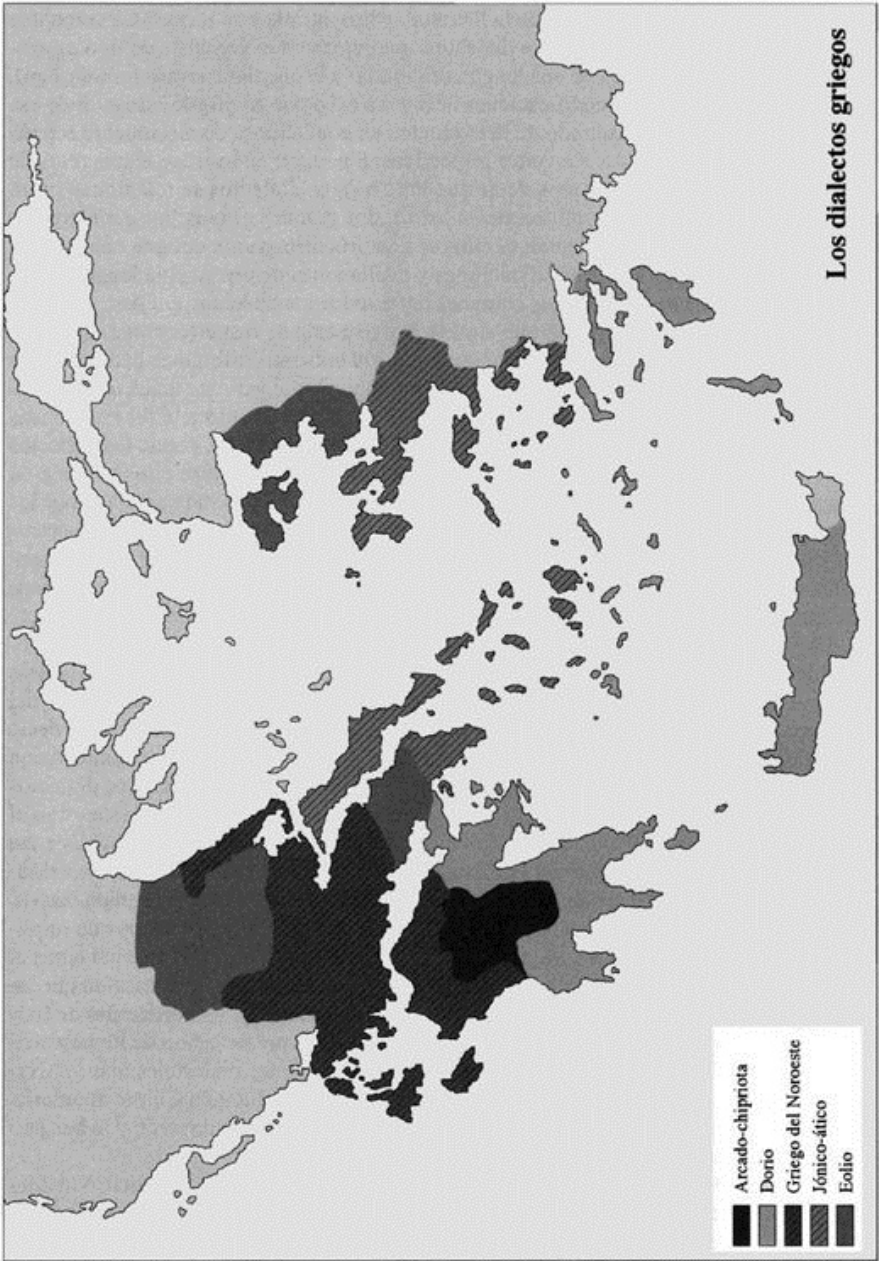 Los dialectos griegos
Arcado-chipriota
Dorio
Griego del Noroeste
Jónico-ático
Eolio